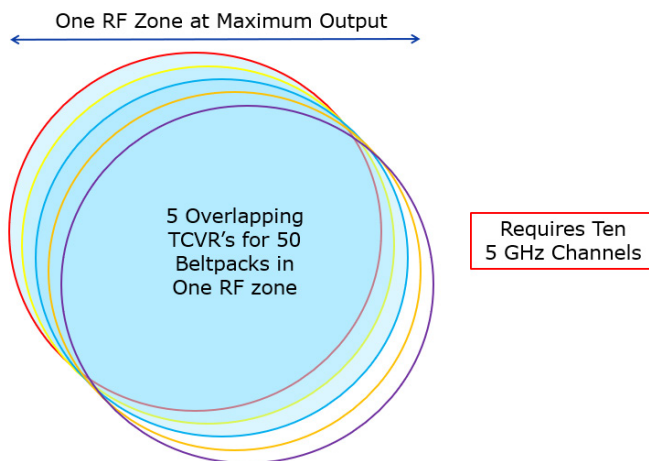 One RF Zone at Maximum Output
5 Overlapping
TCVR's for 50
Beltpacks in
One RF zone
Requires Ten
5 GHz Channels